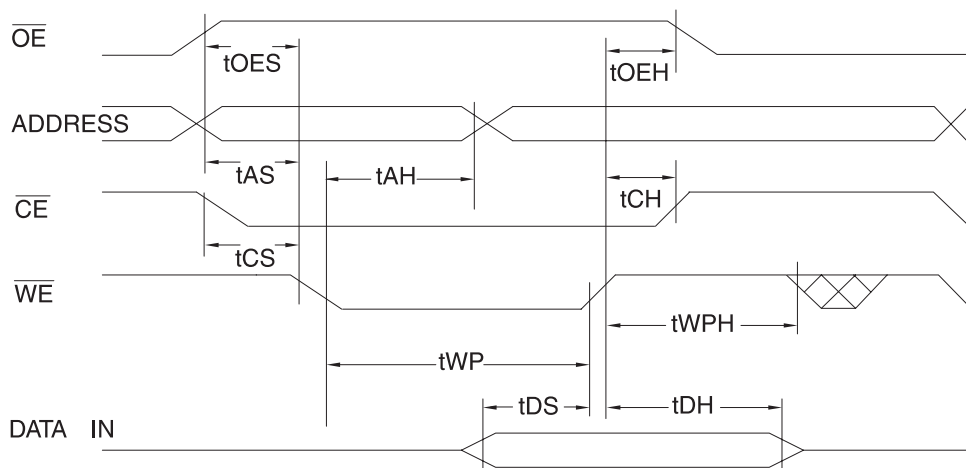 OE
tOES
tOEH
ADDRESS
tAS
tAH
tCH
CE
tCS
WE
tWPH
tWP
tDS
tDH
DATA IN